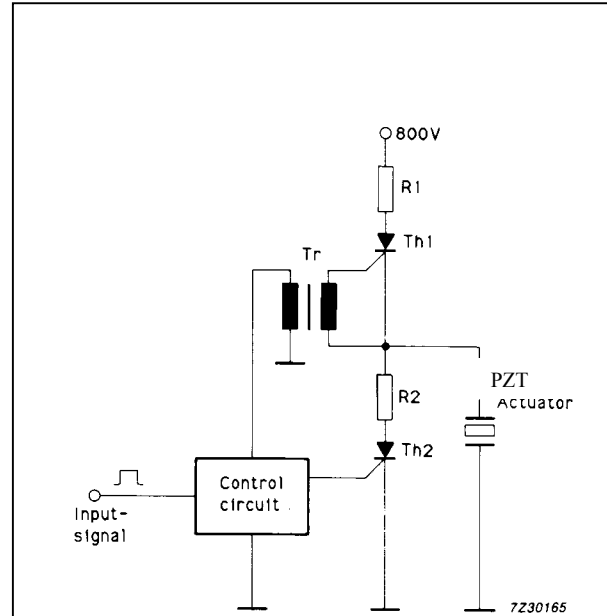 800V
R1
Th1
Tr
PZT
Actuator
R2
Th2
Control
circuit
Input-
signal
7Z30165